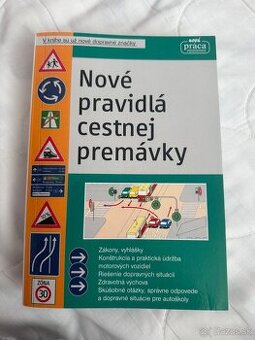 V knihe sú už nové dopravné značky.
nová
práca
Nové
pravidlá
cestnej
premávky
Zákony, vyhlášky
Konštrukcia a praktická údržba
motorových vozidiel
Riešenie dopravných situácií
Zdravotná výchova
Skúšobné otázky, správne odpovede
a dopravné situácie pre autoškoly
ZÓNA
30